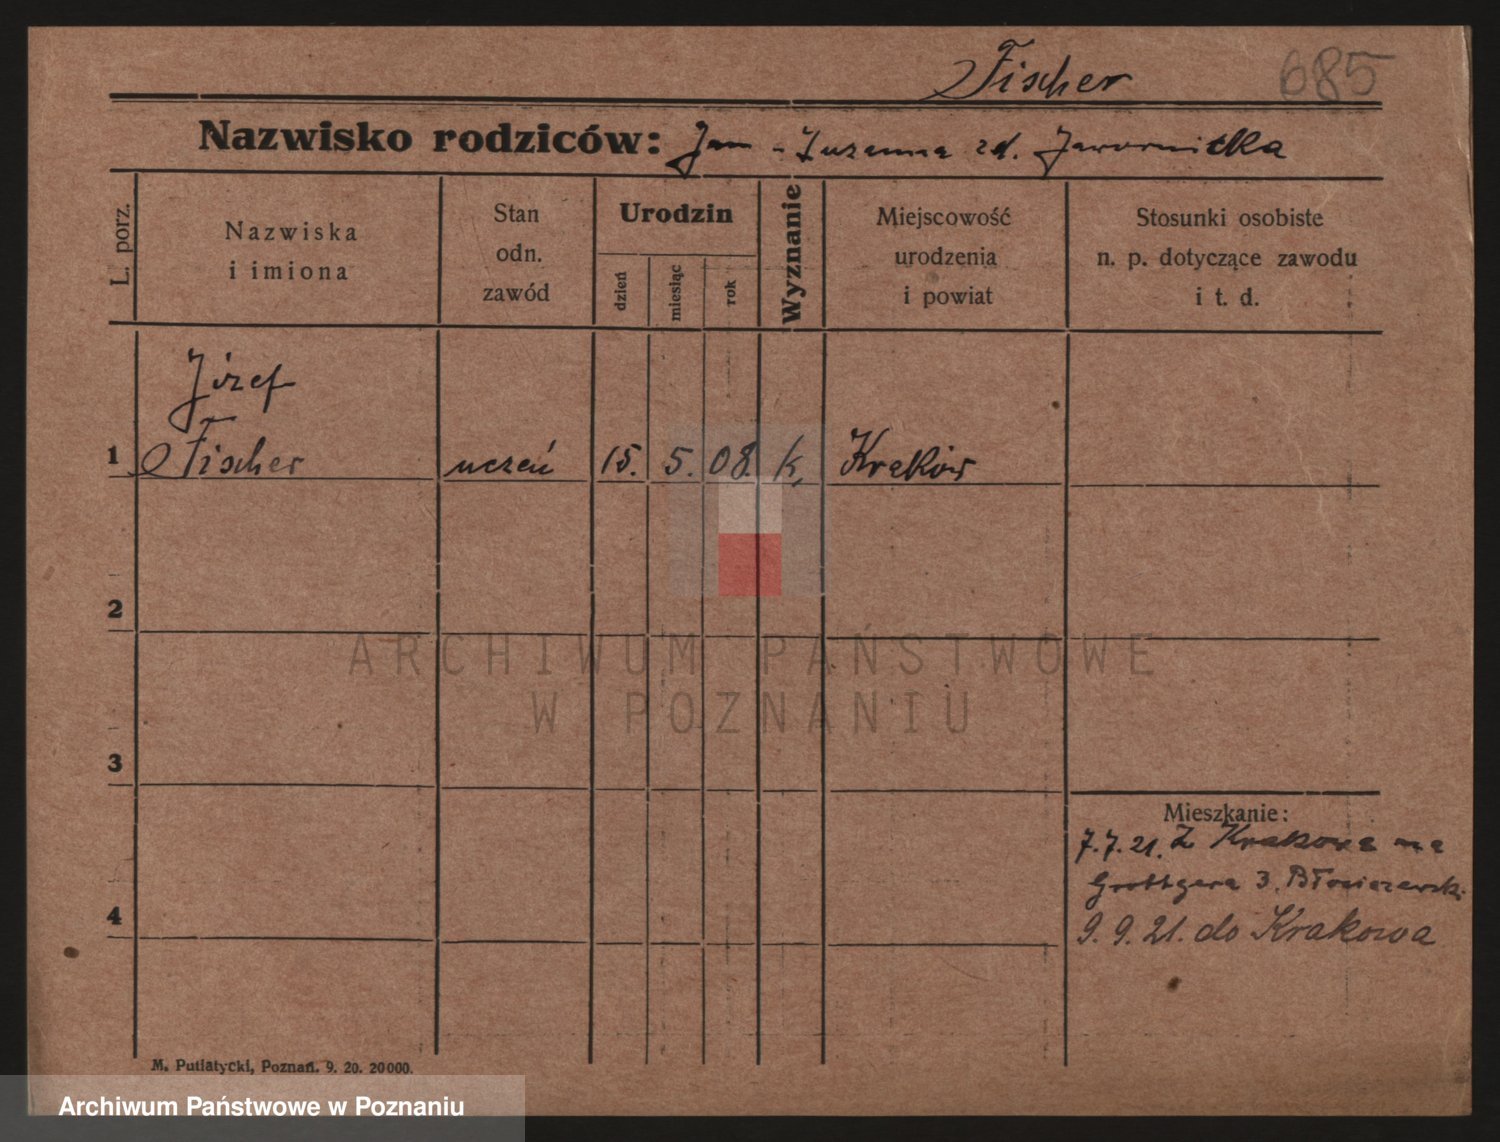 Fischer 685
Nazwisko rodziców: Jan - Zuzanna zd. Jawornicka
L. porz.
Nazwiska
i imiona
Stan
odn.
zawód
Urodzin
dzień
miesiąc
rok
Wyznanie
Miejscowość
urodzenia
i powiat
Stosunki osobiste
n. p. dotyczące zawodu
i t. d.
Józef
1 Fischer uczeń 15. 5. 08. k. Kraków
2
ARCHIWUM PAŃSTWOWE
W POZNANIU
3
Mieszkanie:
7.7.21. Z Krakowa na
Grottgera 3.
4
9. 9. 21. do Krakowa
M. Putiatycki, Poznań. 9. 20. 20000.
Archiwum Państwowe w Poznaniu